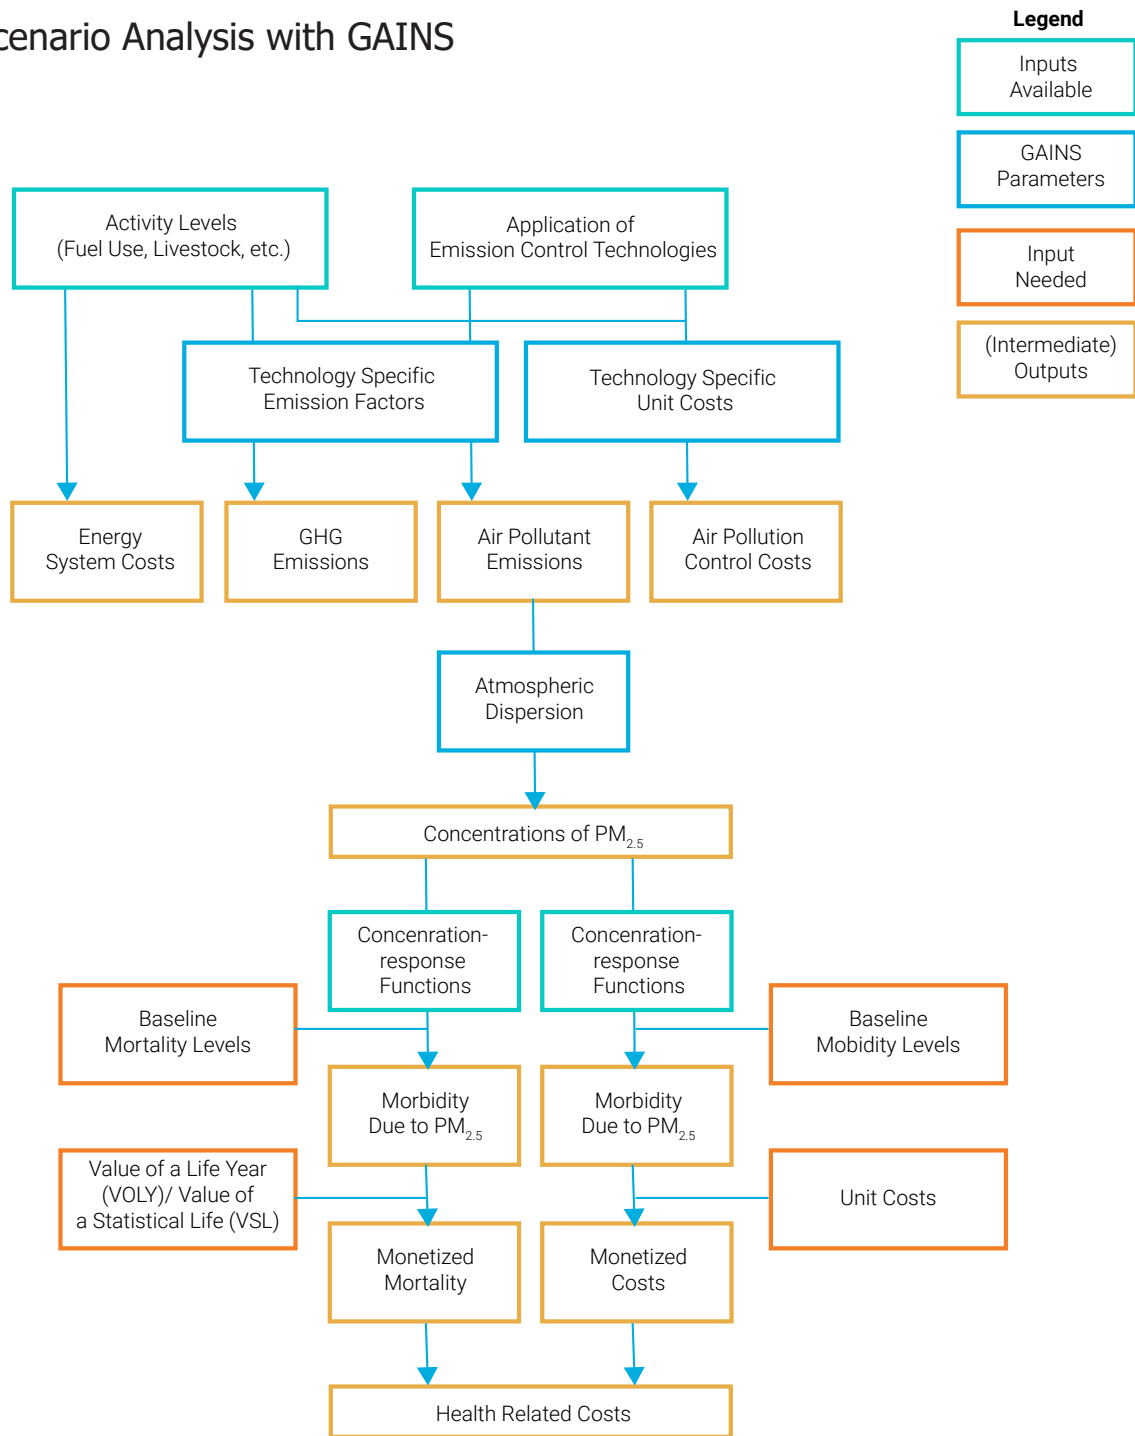 cenario Analysis with GAINS
Legend
Inputs
Available
GAINS
Parameters
Input
Needed
(Intermediate)
Outputs
Activity Levels
(Fuel Use, Livestock, etc.)
Application of
Emission Control Technologies
Technology Specific
Emission Factors
Technology Specific
Unit Costs
Energy
System Costs
GHG
Emissions
Air Pollutant
Emissions
Air Pollution
Control Costs
Atmospheric
Dispersion
Concentrations of PM2.5
Concenration-
response
Functions
Concenration-
response
Functions
Baseline
Mortality Levels
Baseline
Mobidity Levels
Morbidity
Due to PM2.5
Morbidity
Due to PM2.5
Value of a Life Year
(VOLY)/ Value of
a Statistical Life (VSL)
Unit Costs
Monetized
Mortality
Monetized
Costs
Health Related Costs